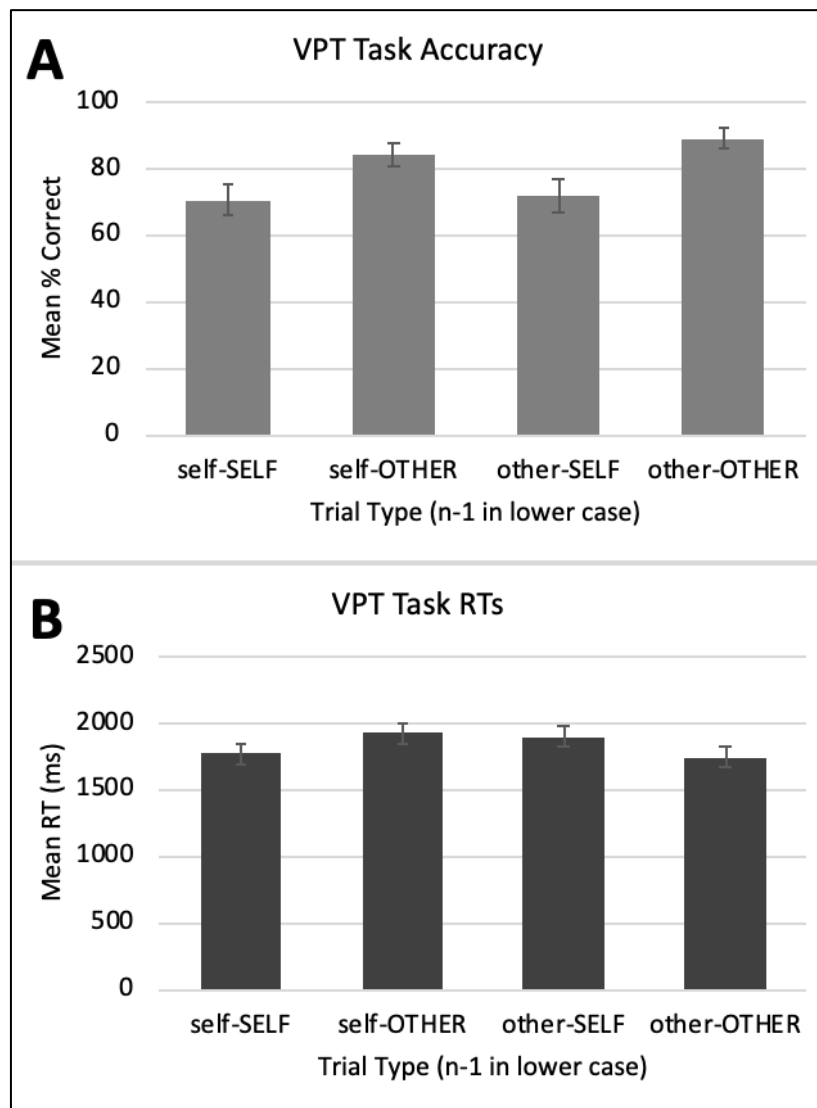 A
VPT Task Accuracy
100
80
60
40
20
0
Mean % Correct
self-SELF self-OTHER other-SELF other-OTHER
Trial Type (n-1 in lower case)
B
VPT Task RTs
2500
2000
1500
1000
500
0
Mean RT (ms)
self-SELF self-OTHER other-SELF other-OTHER
Trial Type (n-1 in lower case)